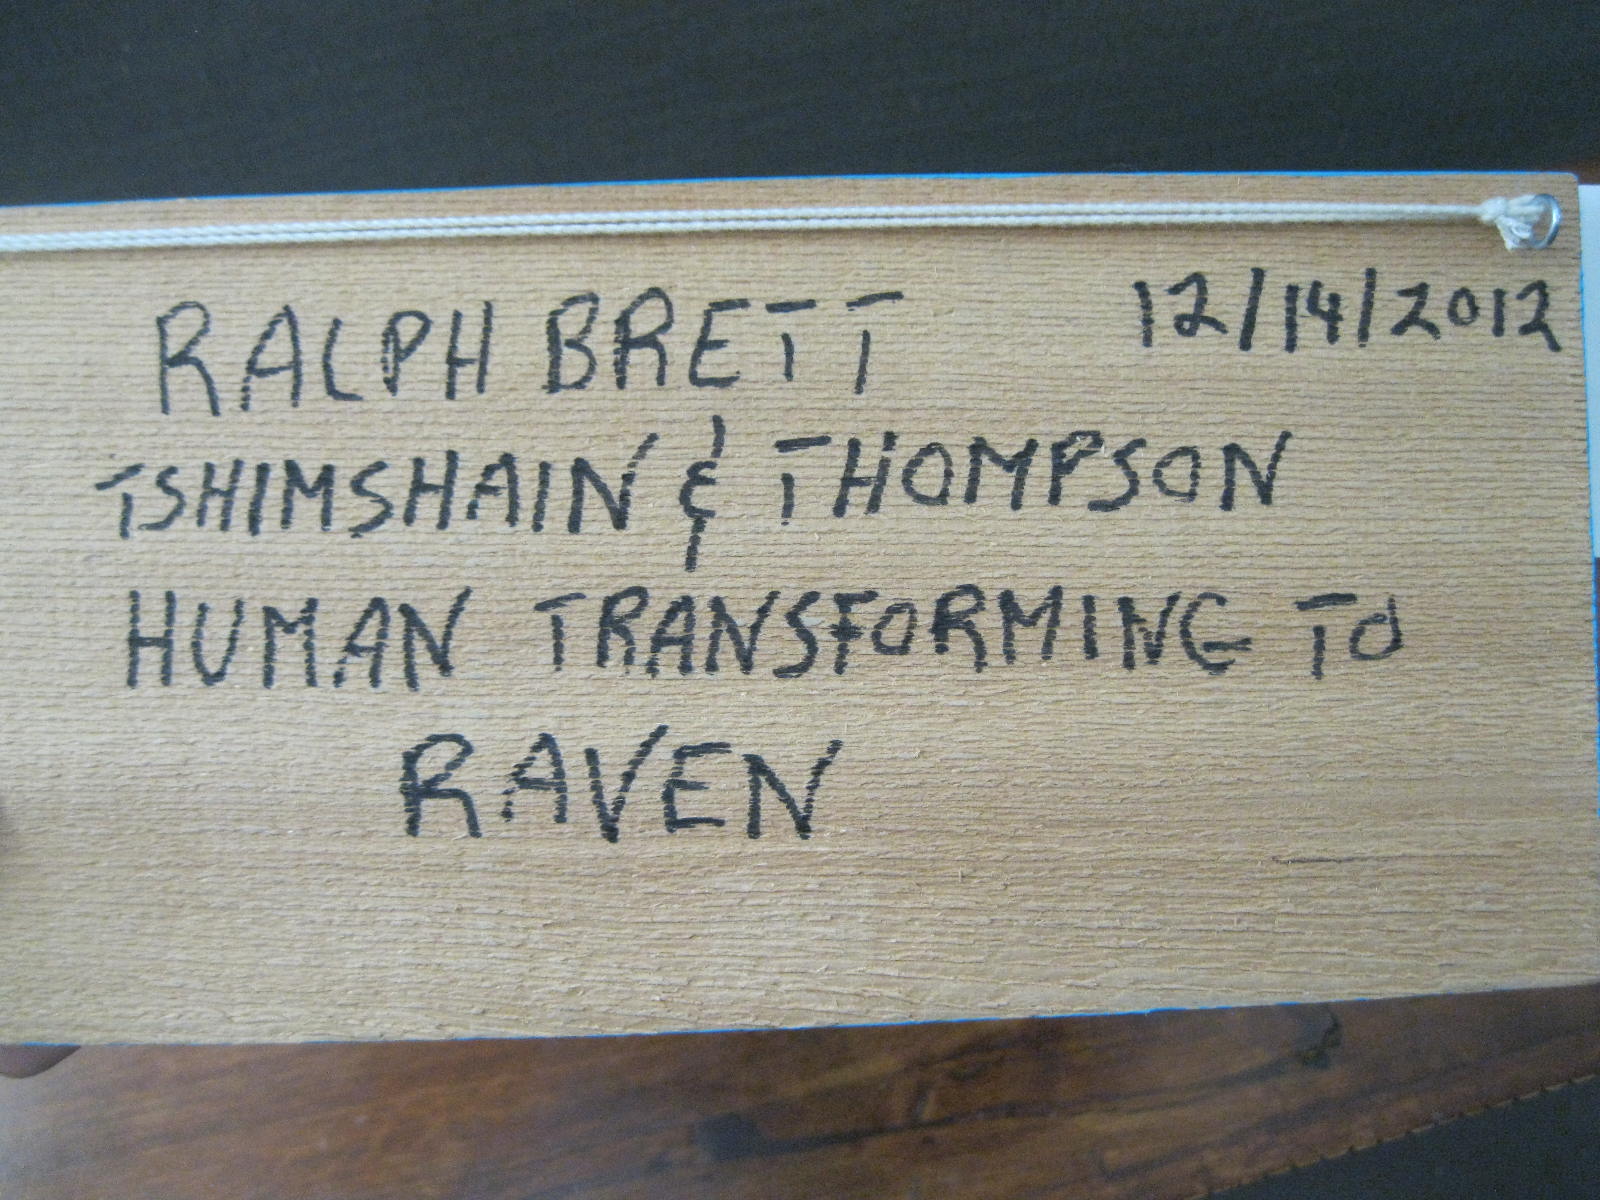 RALPH BRETT 12/14/2012
TSHIMSHAIN & THOMPSON
HUMAN TRANSFORMING TO
RAVEN